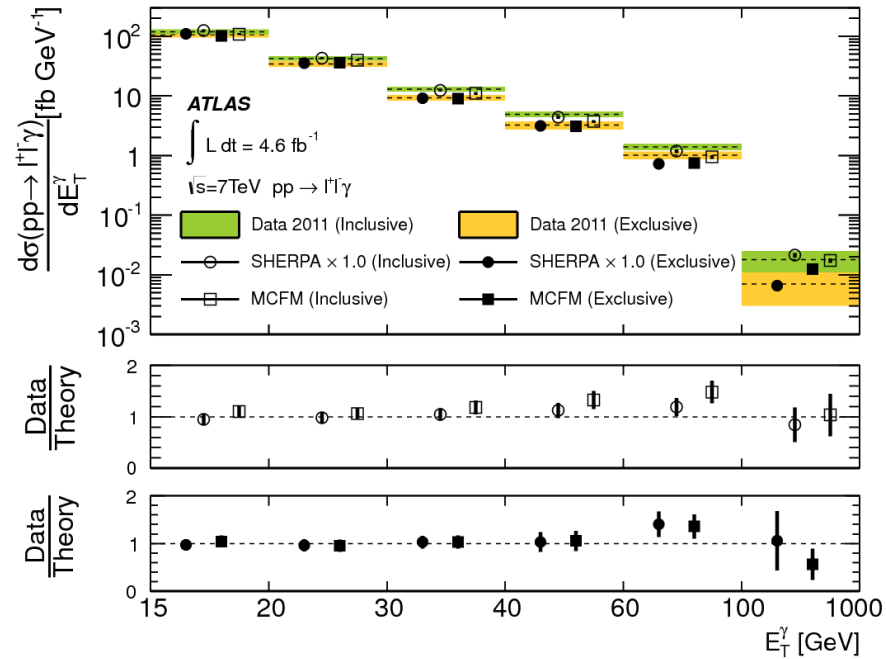 dσ(pp→ l⁺l⁻γ)/dE_T^γ [fb GeV⁻¹]
10²
10
1
10⁻¹
10⁻²
10⁻³
ATLAS
∫ L dt = 4.6 fb⁻¹
√s=7TeV pp → l⁺l⁻γ
Data 2011 (Inclusive)
Data 2011 (Exclusive)
SHERPA × 1.0 (Inclusive)
SHERPA × 1.0 (Exclusive)
MCFM (Inclusive)
MCFM (Exclusive)
Data
Theory
2
1
0
Data
Theory
2
1
0
15 20 30 40 60 100 1000
E_T^γ [GeV]